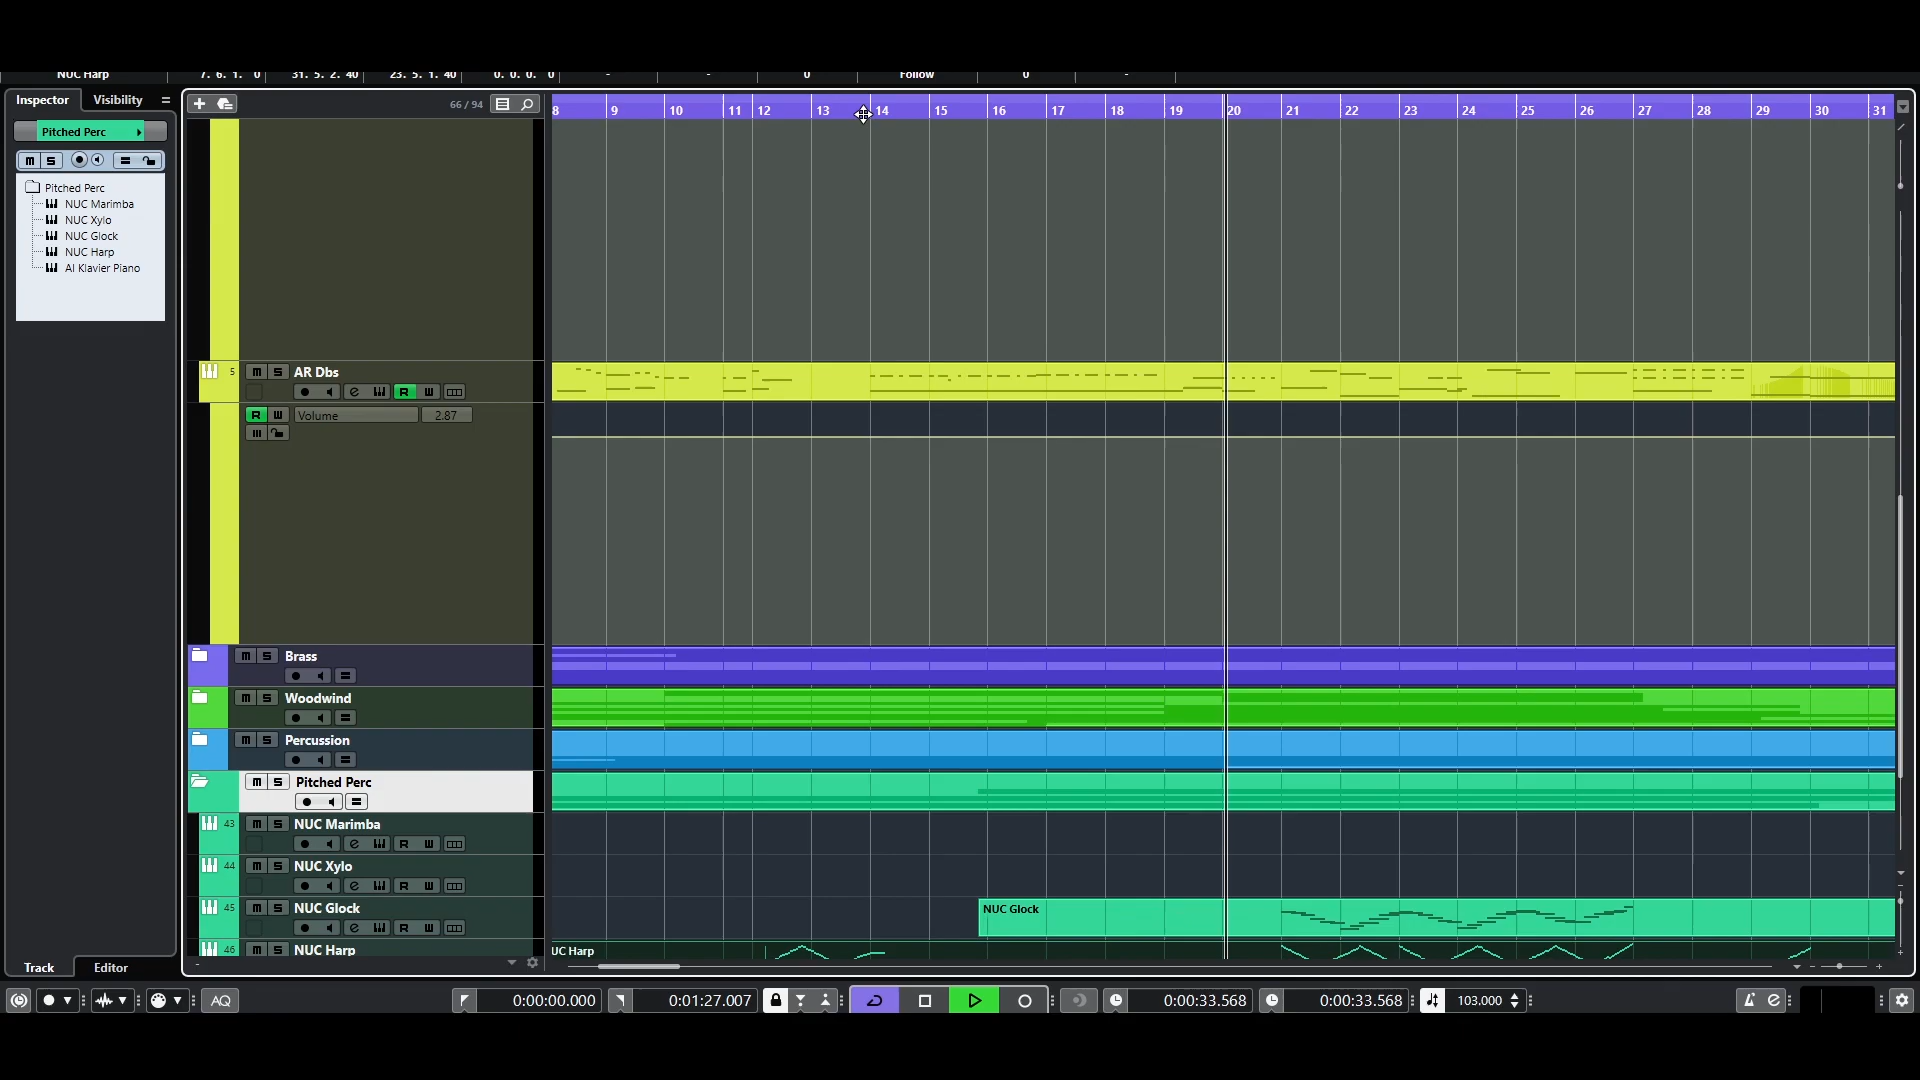 NUC Harp 7. 6. 1. 0 31. 5. 2. 40 23. 5. 1. 40 0. 0. 0. 0 - - 0 Follow 0 -
Inspector Visibility
66 / 94
8 9 10 11 12 13 14 15 16 17 18 19 20 21 22 23 24 25 26 27 28 29 30 31
Pitched Perc
m S
Pitched Perc
NUC Marimba
NUC Xylo
NUC Glock
NUC Harp
AI Klavier Piano
5 m S AR Dbs
e R W
R W Volume 2.87
m S Brass
m S Woodwind
m S Percussion
m S Pitched Perc
43 m S NUC Marimba
e R W
44 m S NUC Xylo
e R W
45 m S NUC Glock
e R W
NUC Glock
46 m S NUC Harp
UC Harp
Track Editor
AQ 0:00:00.000 0:01:27.007 0:00:33.568 0:00:33.568 103.000 e